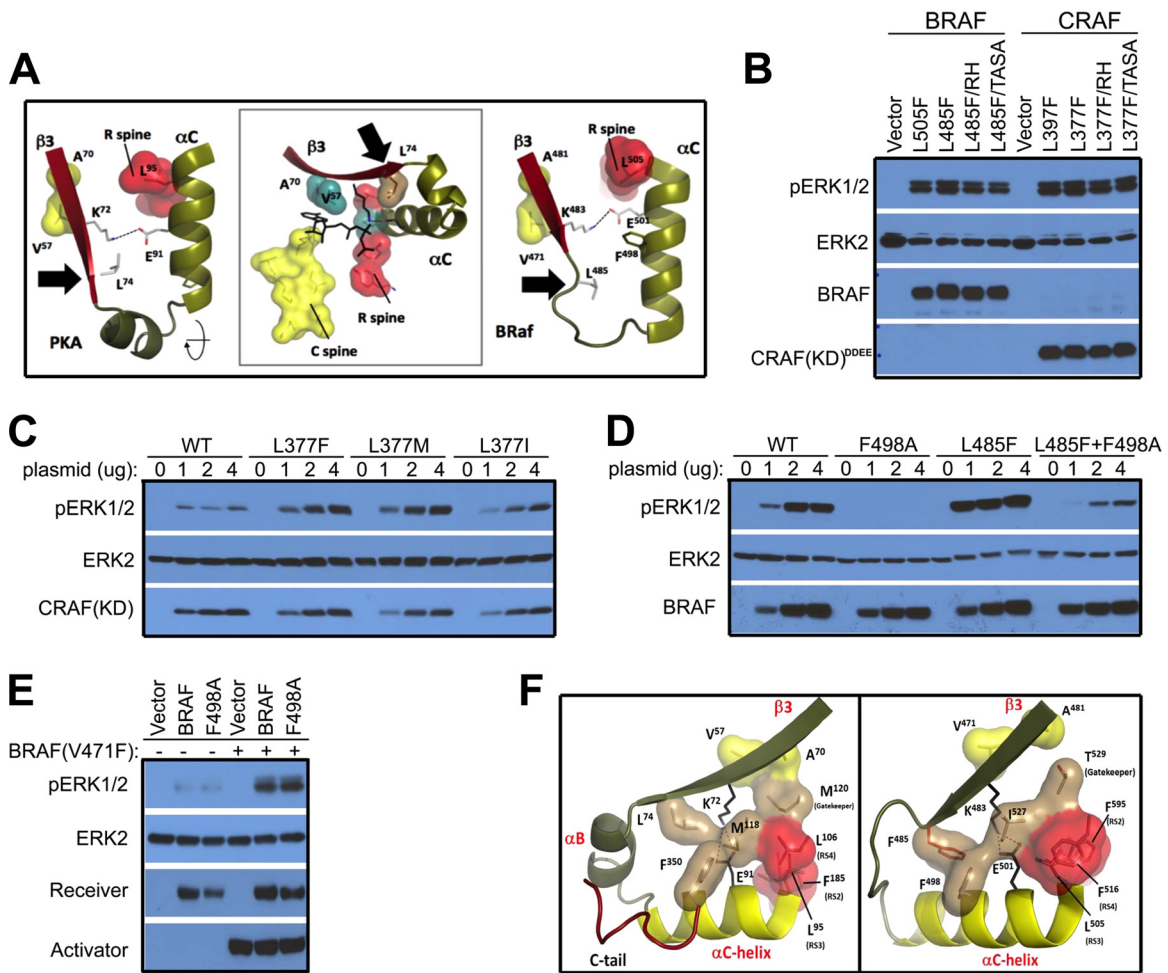 A
β3
R spine
αC
A70
L95
K72
V57
E91
L74
PKA
β3
L74
A70
V57
αC
R spine
C spine
R spine
αC
β3
A481
L505
K483
E501
F498
V471
L485
BRaf
B
BRAF CRAF
Vector L505F L485F L485F/RH L485F/TASA Vector L397F L377F L377F/RH L377F/TASA
pERK1/2
ERK2
BRAF
CRAF(KD)DDEE
C
WT L377F L377M L377I
plasmid (ug): 0 1 2 4 0 1 2 4 0 1 2 4 0 1 2 4
pERK1/2
ERK2
CRAF(KD)
D
WT F498A L485F L485F+F498A
plasmid (ug): 0 1 2 4 0 1 2 4 0 1 2 4 0 1 2 4
pERK1/2
ERK2
BRAF
E
Vector BRAF F498A Vector BRAF F498A
BRAF(V471F): - - - + + +
pERK1/2
ERK2
Receiver
Activator
F
β3
V57
A70
K72
M120
(Gatekeeper)
L74
M118
αB
L106
(RS4)
F350
E91
F185
(RS2)
L95
(RS3)
C-tail
αC-helix
β3
A481
V471
T529
(Gatekeeper)
K483
I527
F595
(RS2)
F485
E501
F498
F516
(RS4)
L505
(RS3)
αC-helix